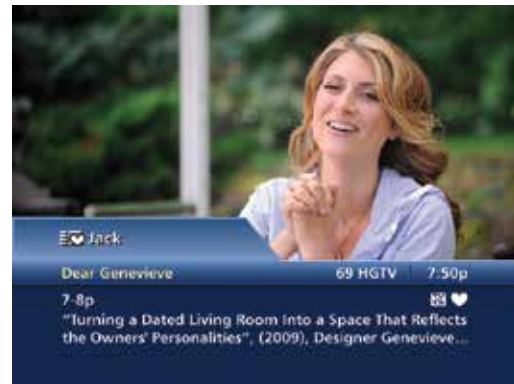 Jack
Dear Genevieve 69 HGTV 7:50p
7-8p
"Turning a Dated Living Room Into a Space That Reflects
the Owners' Personalities", (2009), Designer Genevieve...